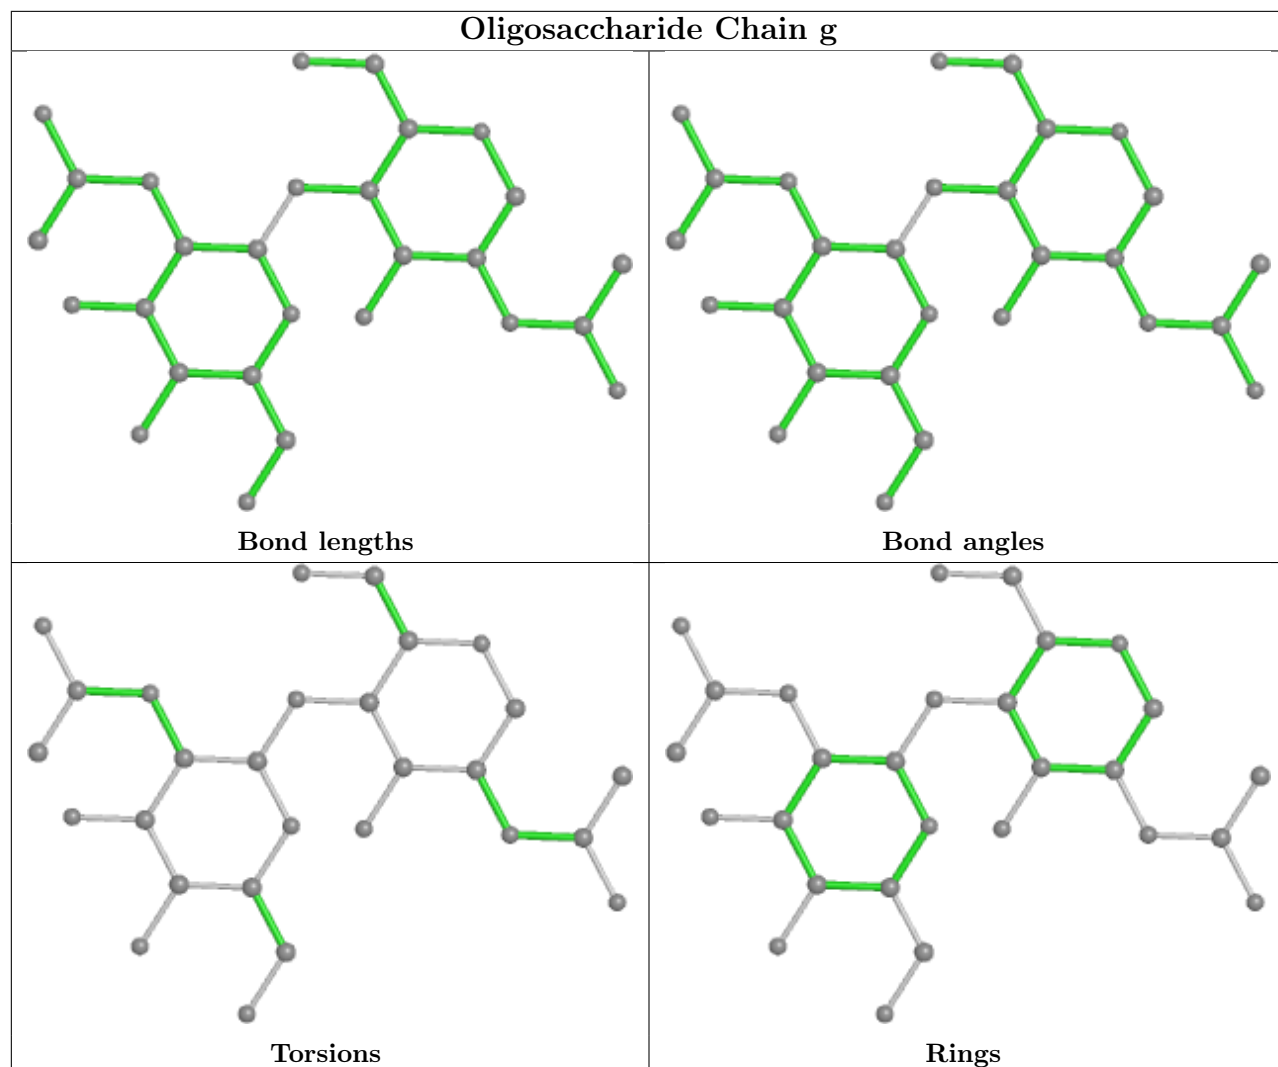 Oligosaccharide Chain g
Bond lengths
Bond angles
Torsions
Rings